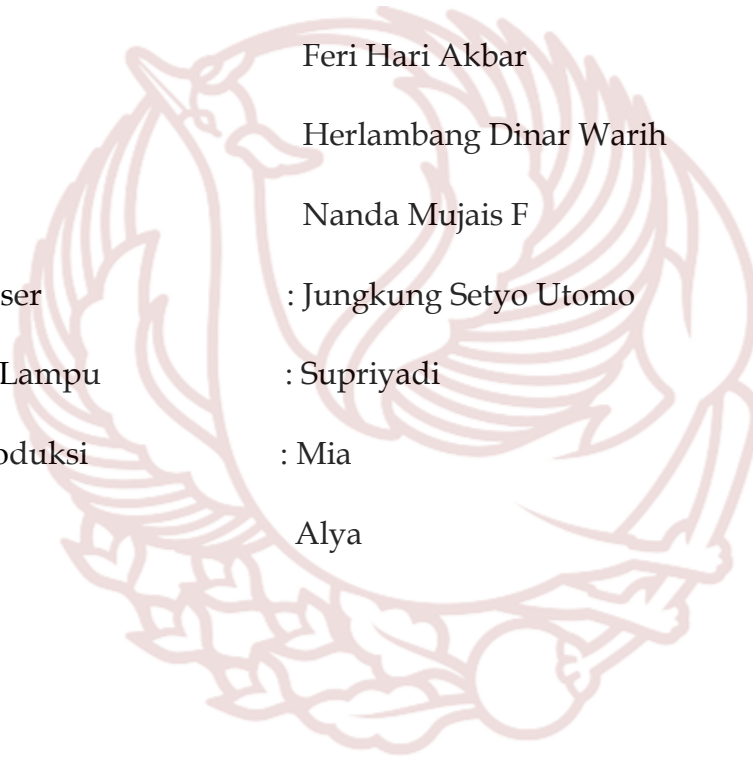 Feri Hari Akbar
Herlambang Dinar Warih
Nanda Mujais F
ser : Jungkung Setyo Utomo
Lampu : Supriyadi
oduksi : Mia
Alya